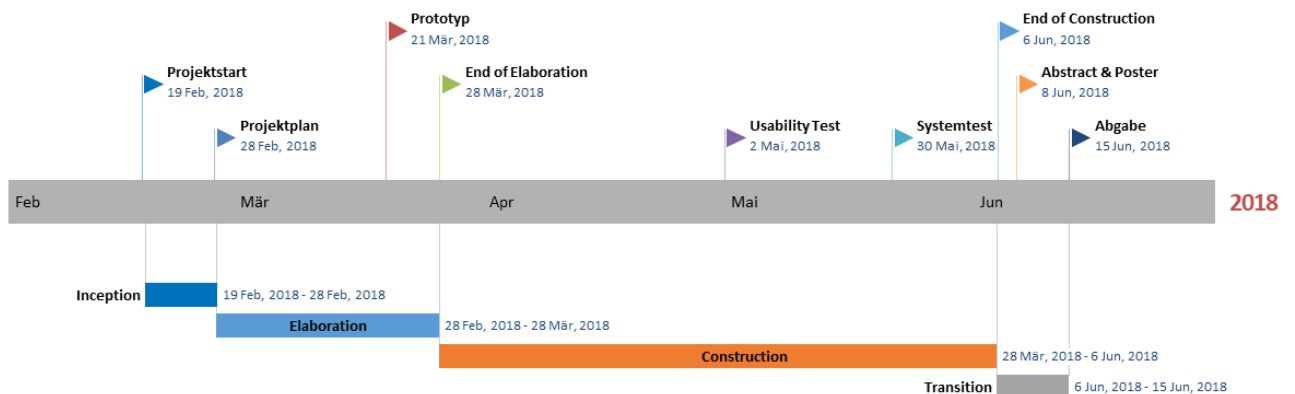 Prototyp
21 Mär, 2018
End of Construction
6 Jun, 2018
Projektstart
19 Feb, 2018
End of Elaboration
28 Mär, 2018
Abstract & Poster
8 Jun, 2018
Projektplan
28 Feb, 2018
Usability Test
2 Mai, 2018
Systemtest
30 Mai, 2018
Abgabe
15 Jun, 2018
Feb Mär Apr Mai Jun 2018
Inception 19 Feb, 2018 - 28 Feb, 2018
Elaboration 28 Feb, 2018 - 28 Mär, 2018
Construction 28 Mär, 2018 - 6 Jun, 2018
Transition 6 Jun, 2018 - 15 Jun, 2018